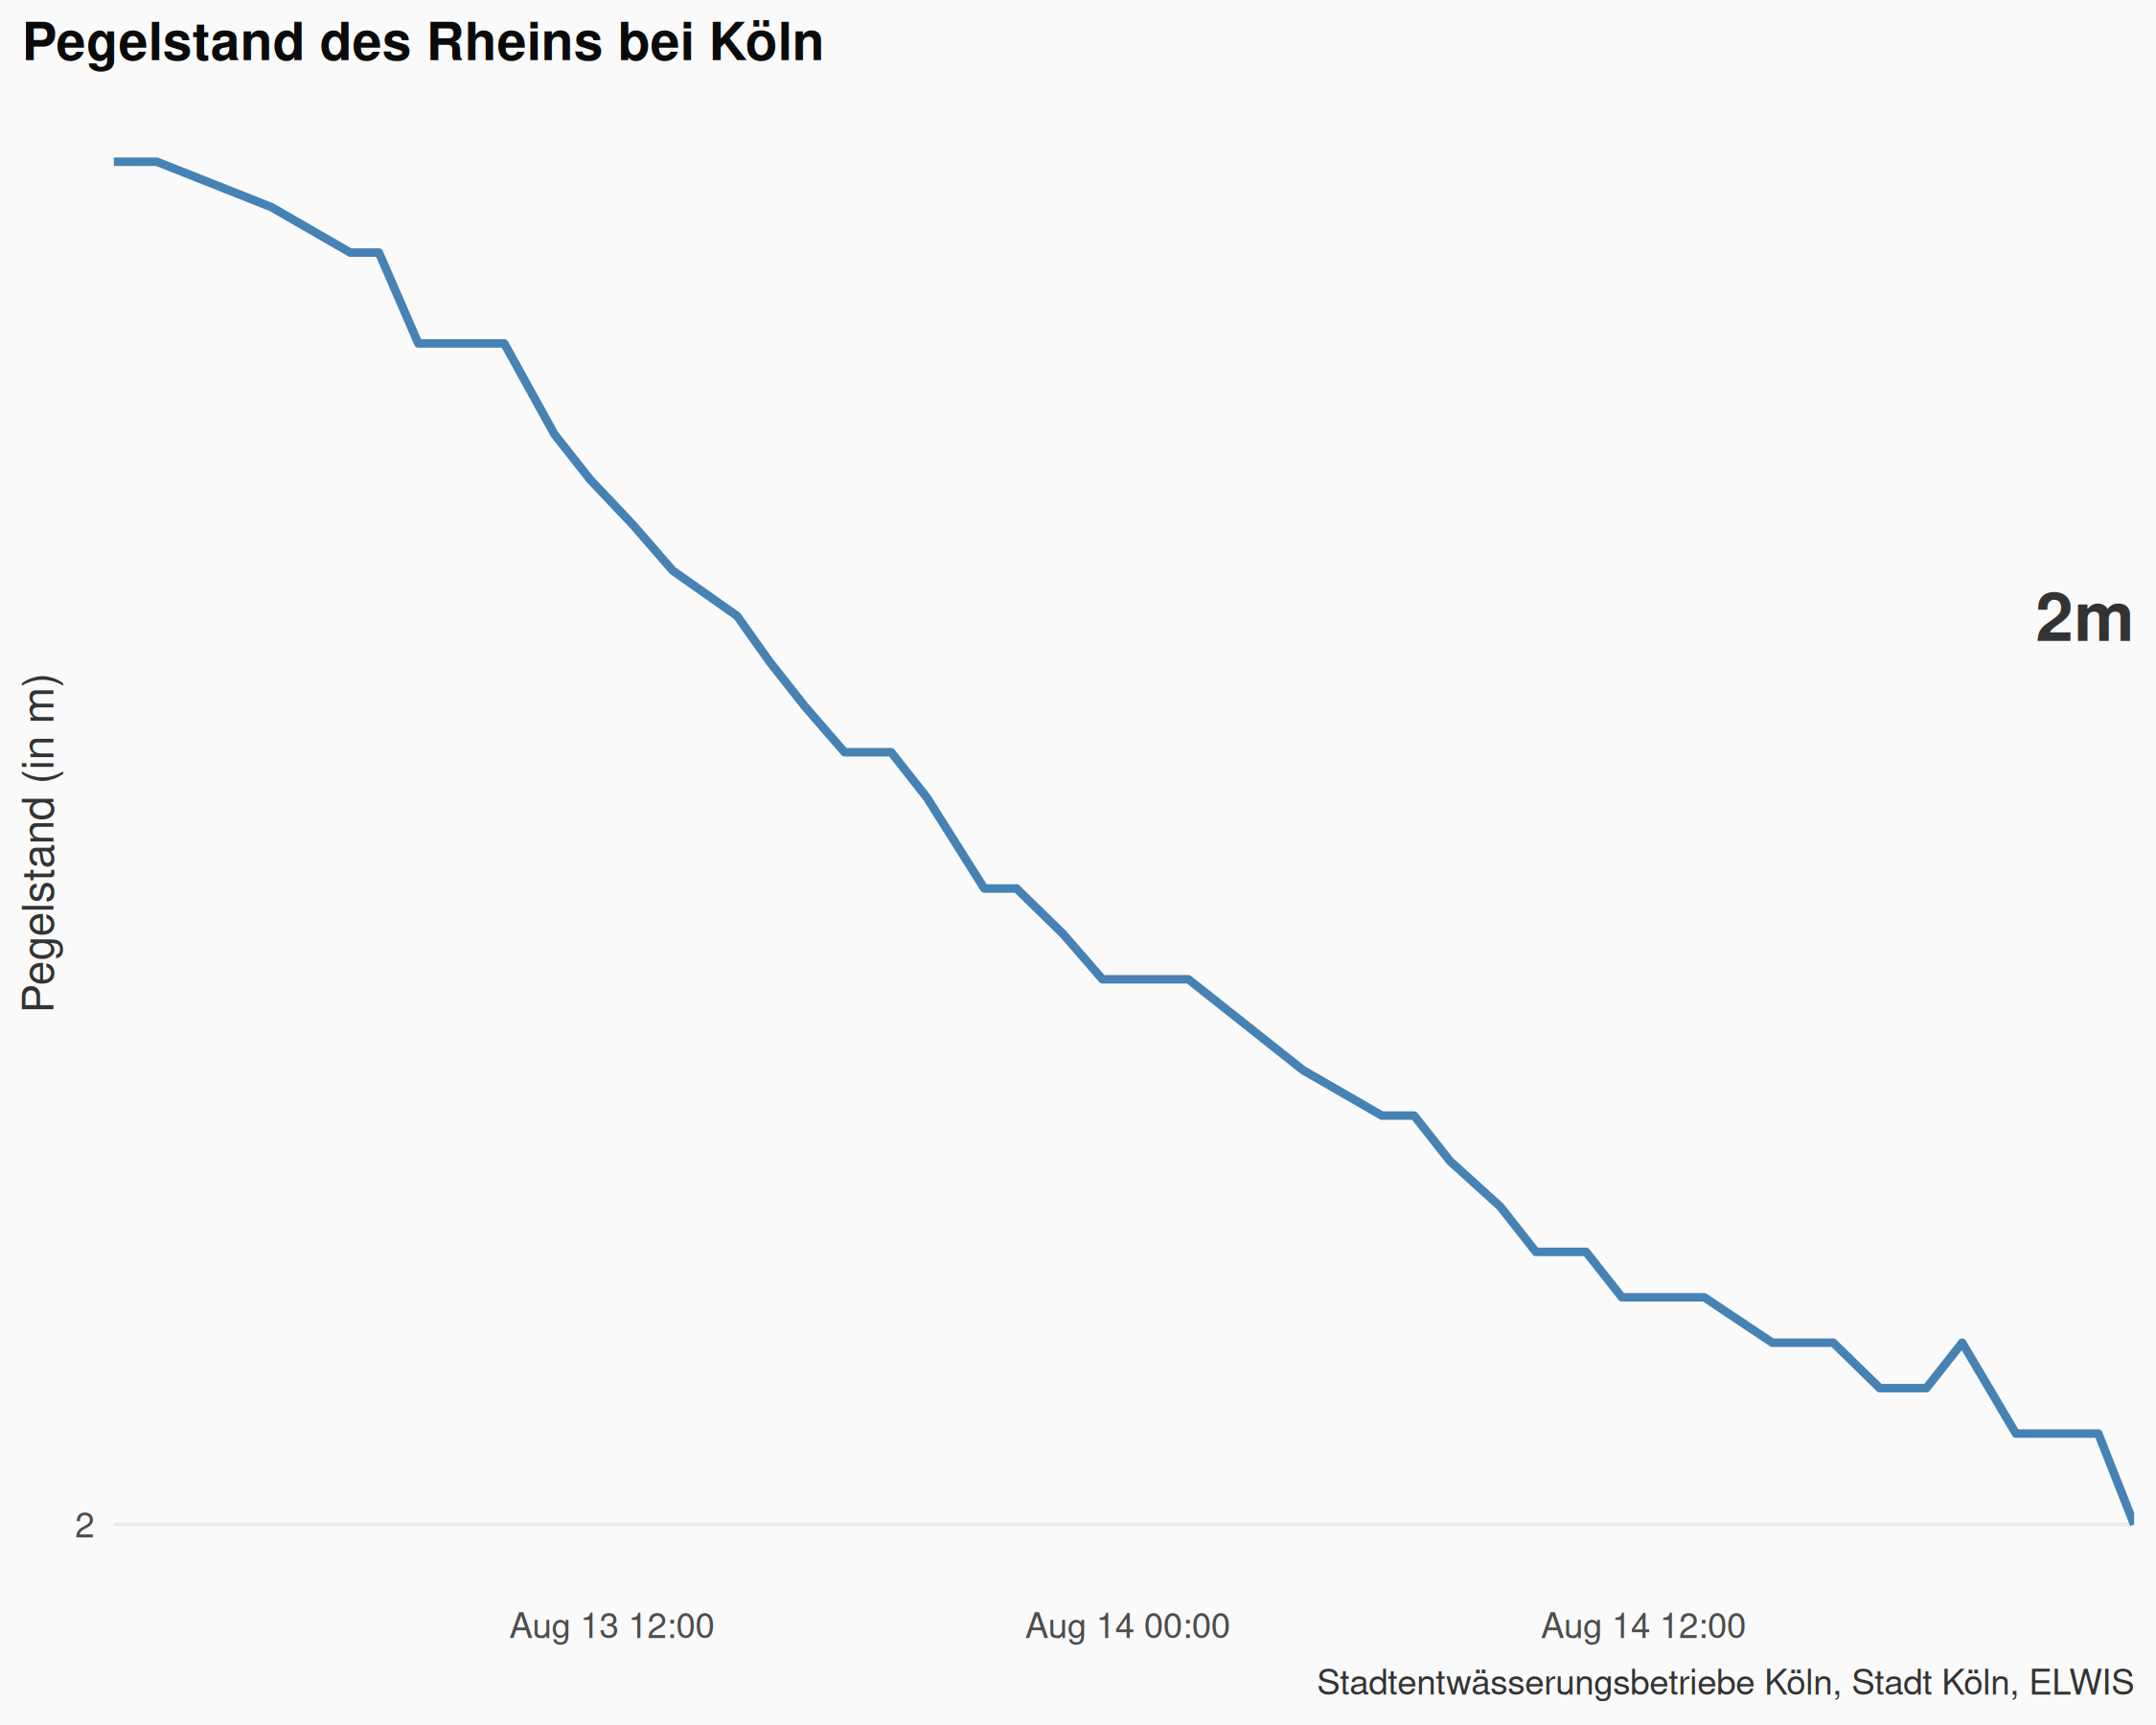 Pegelstand des Rheins bei Köln
2m
Pegelstand (in m)
2
Aug 13 12:00
Aug 14 00:00
Aug 14 12:00
Stadtentwässerungsbetriebe Köln, Stadt Köln, ELWIS